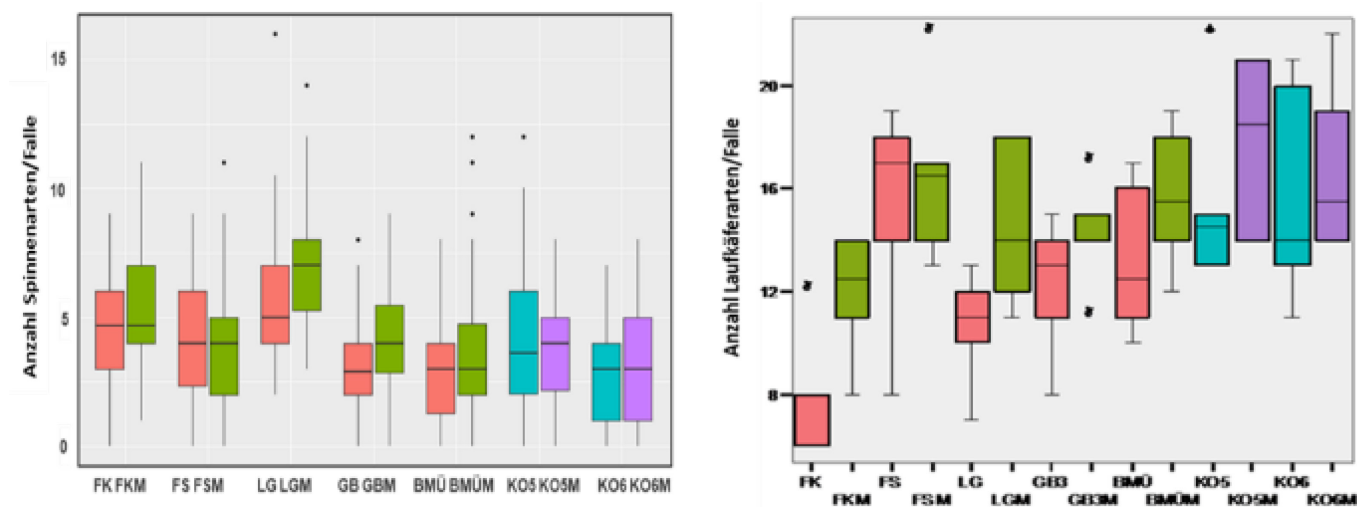 Anzahl Spinnenarten/Falle
15
10
5
0
FK FKM FS FSM LG LGM GB GBM BMÜ BMÜM KO5 KO5M KO6 KO6M
Anzahl Laufkäferarten/Falle
20
16
12
8
FK FS LG GB3 BMÜ KO5 KO6
FKM FSM LGM GB3M BMÜM KO5M KO6M